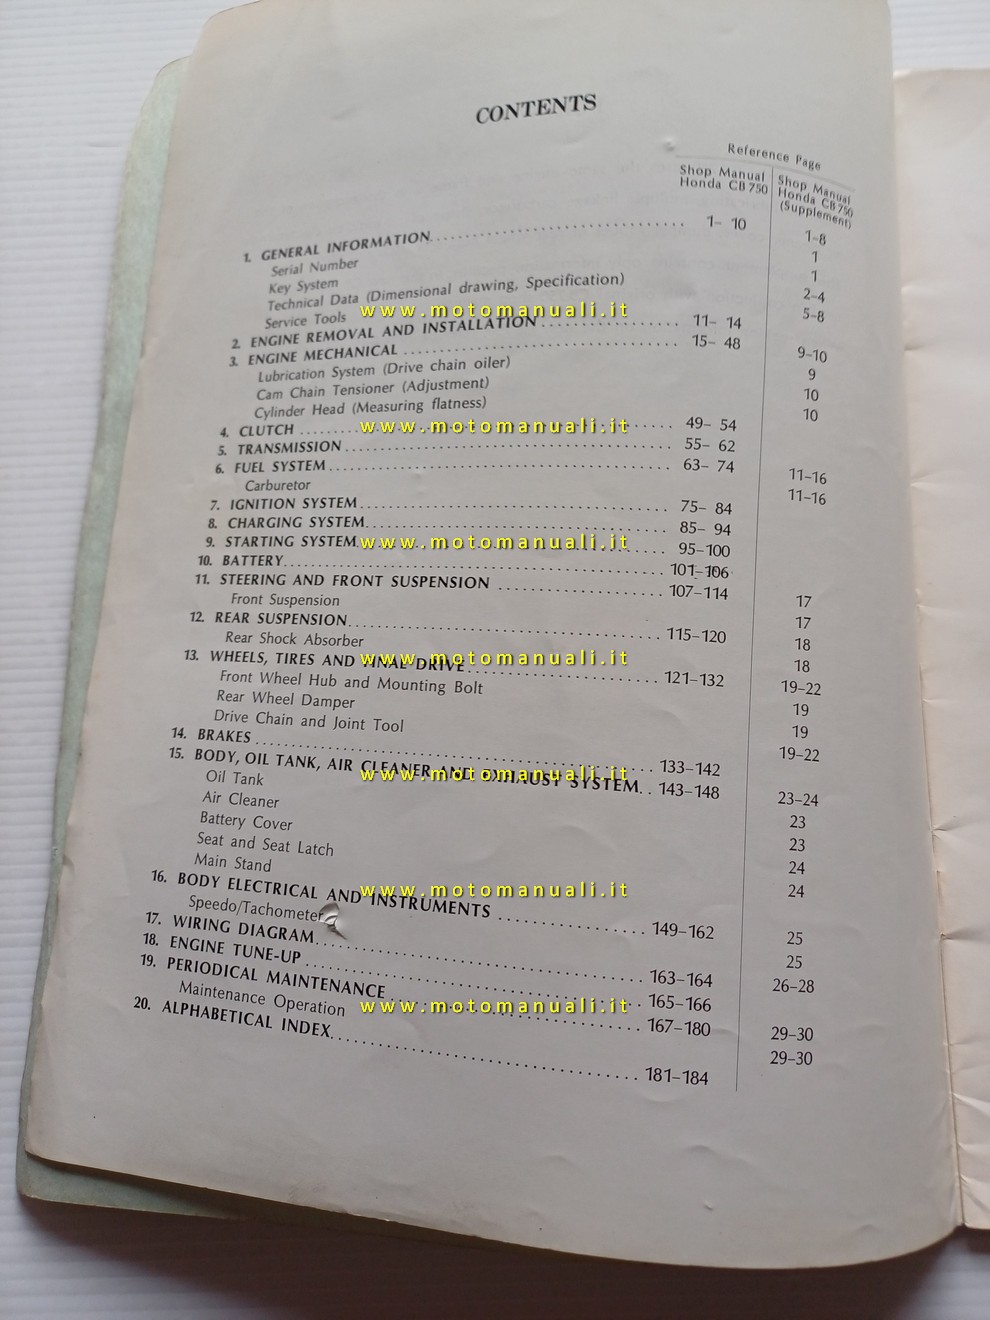 CONTENTS
Reference Page
Shop Manual
Honda CB 750
Shop Manual
Honda CB 750
(Supplement)
1. GENERAL INFORMATION 1– 10 1–8
Serial Number 1
Key System 1
Technical Data (Dimensional drawing, Specification) 2–4
Service Tools 5–8
www.motomanuali.it
2. ENGINE REMOVAL AND INSTALLATION 11– 14
3. ENGINE MECHANICAL 15– 48 9–10
Lubrication System (Drive chain oiler) 9
Cam Chain Tensioner (Adjustment) 10
Cylinder Head (Measuring flatness) 10
4. CLUTCH 49– 54
www.motomanuali.it
5. TRANSMISSION 55– 62
6. FUEL SYSTEM 63– 74 11–16
Carburetor 11–16
7. IGNITION SYSTEM 75– 84
8. CHARGING SYSTEM 85– 94
9. STARTING SYSTEM 95–100
www.motomanuali.it
10. BATTERY 101–106
11. STEERING AND FRONT SUSPENSION 107–114 17
Front Suspension 17
12. REAR SUSPENSION 115–120 18
Rear Shock Absorber 18
13. WHEELS, TIRES AND FINAL DRIVE 121–132 19–22
www.motomanuali.it
Front Wheel Hub and Mounting Bolt 19
Rear Wheel Damper 19
Drive Chain and Joint Tool 19–22
14. BRAKES 133–142
15. BODY, OIL TANK, AIR CLEANER AND EXHAUST SYSTEM 143–148 23–24
www.motomanuali.it
Oil Tank 23
Air Cleaner 23
Battery Cover 24
Seat and Seat Latch 24
Main Stand
16. BODY ELECTRICAL AND INSTRUMENTS 149–162 25
www.motomanuali.it
Speedo/Tachometer 25
17. WIRING DIAGRAM 163–164 26–28
18. ENGINE TUNE-UP 165–166
19. PERIODICAL MAINTENANCE 167–180 29–30
Maintenance Operation 29–30
www.motomanuali.it
20. ALPHABETICAL INDEX 181–184